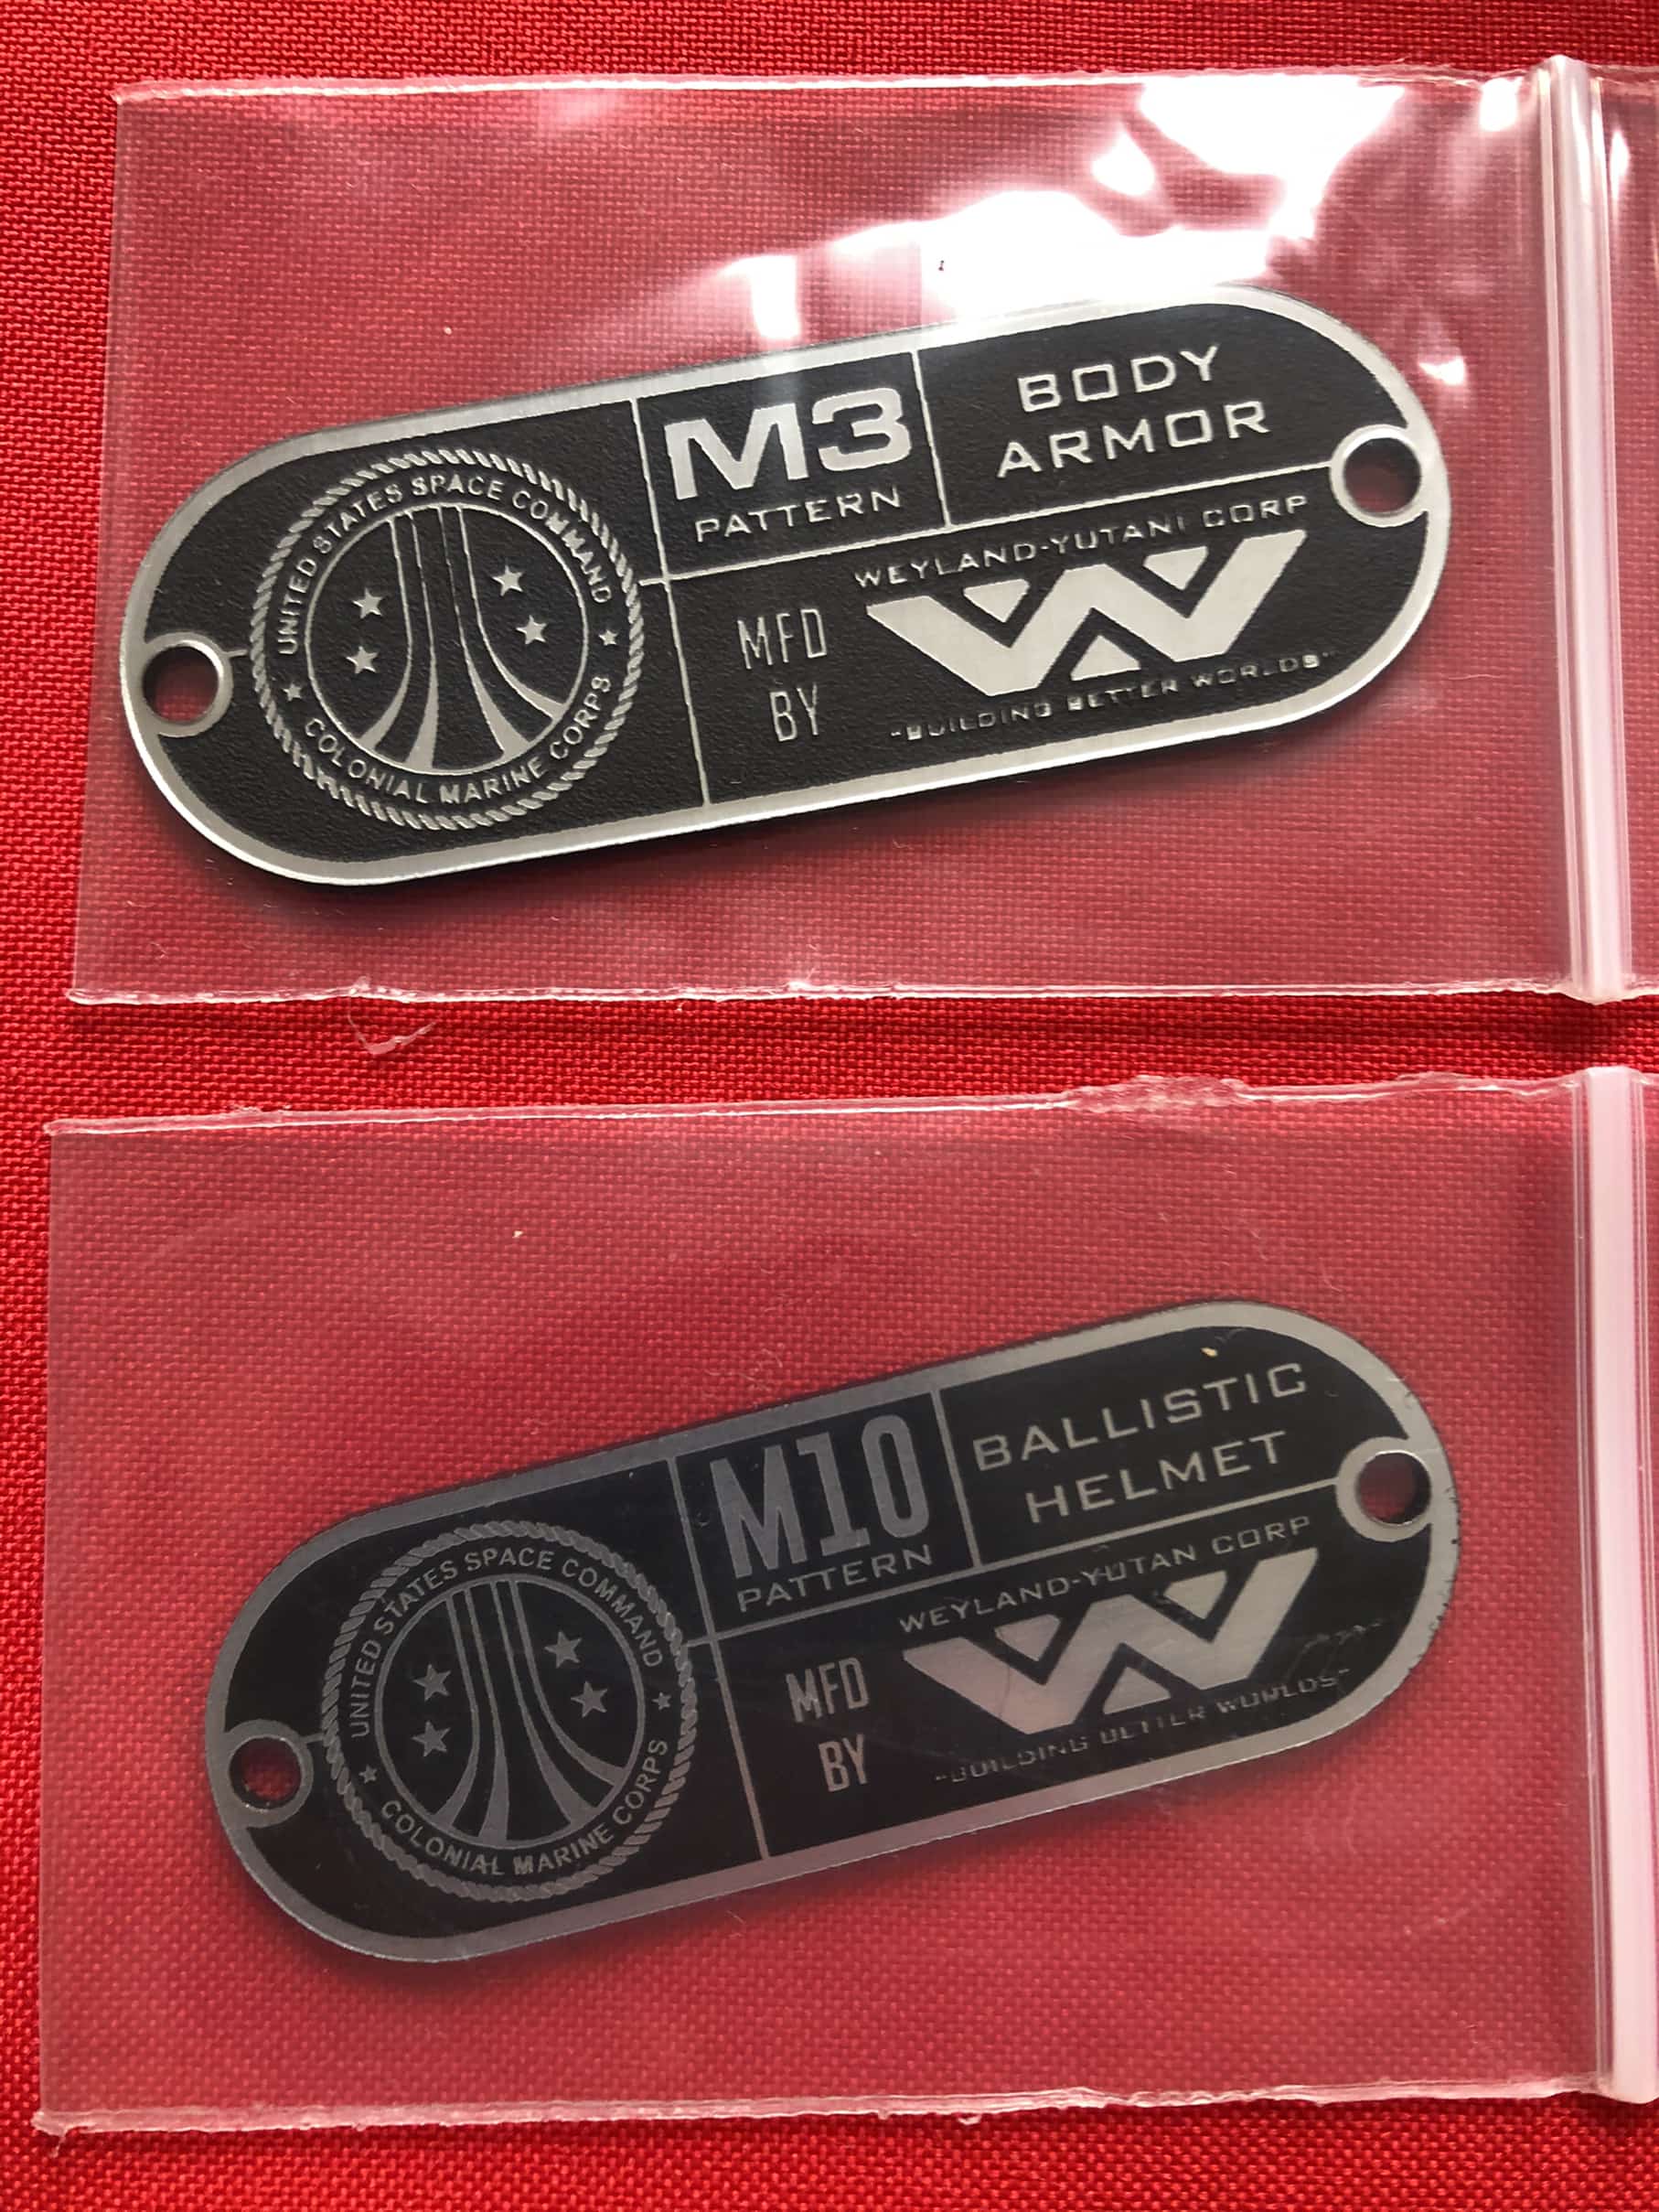 UNITED STATES SPACE COMMAND
COLONIAL MARINE CORPS
M3
PATTERN
BODY
ARMOR
MFD
BY
WEYLAND-YUTANI CORP
-BUILDING BETTER WORLDS"
UNITED STATES SPACE COMMAND
COLONIAL MARINE CORPS
M10
PATTERN
BALLISTIC
HELMET
MFD
BY
WEYLAND-YUTAN CORP
-BUILDING BETTER WORLDS-